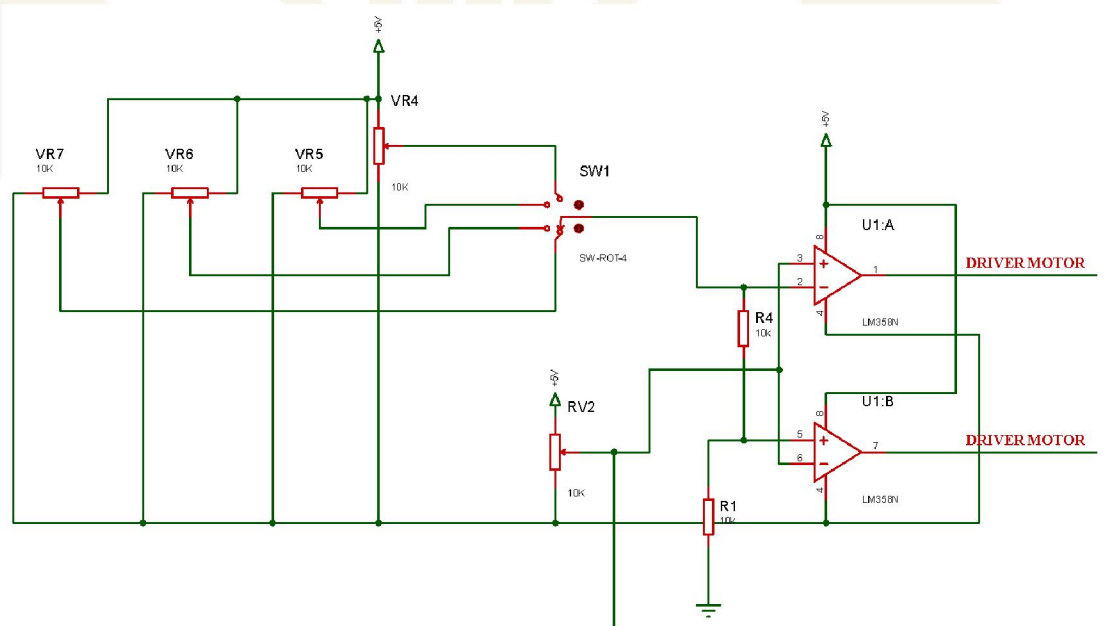 +5V
VR4
10K
VR7
10K
VR6
10K
VR5
10K
SW1
SW-ROT-4
+5V
U1:A
8
3
2
1
4
LM358N
DRIVER MOTOR
R4
10k
+5V
RV2
10K
U1:B
8
5
6
7
4
LM358N
DRIVER MOTOR
R1
10k